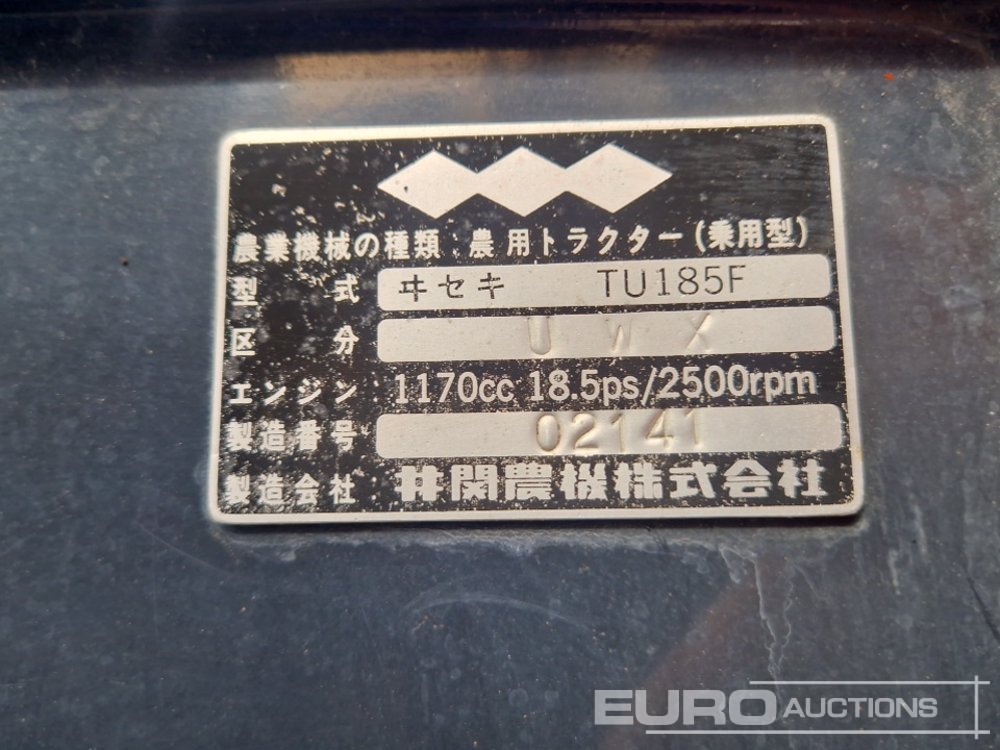 農業機械の種類 農用トラクター(乗用型)
型式 ヰセキ TU185F
区分 UWX
エンジン 1170cc 18.5ps/2500rpm
製造番号 02141
製造会社 井関農機株式会社
EURO AUCTIONS